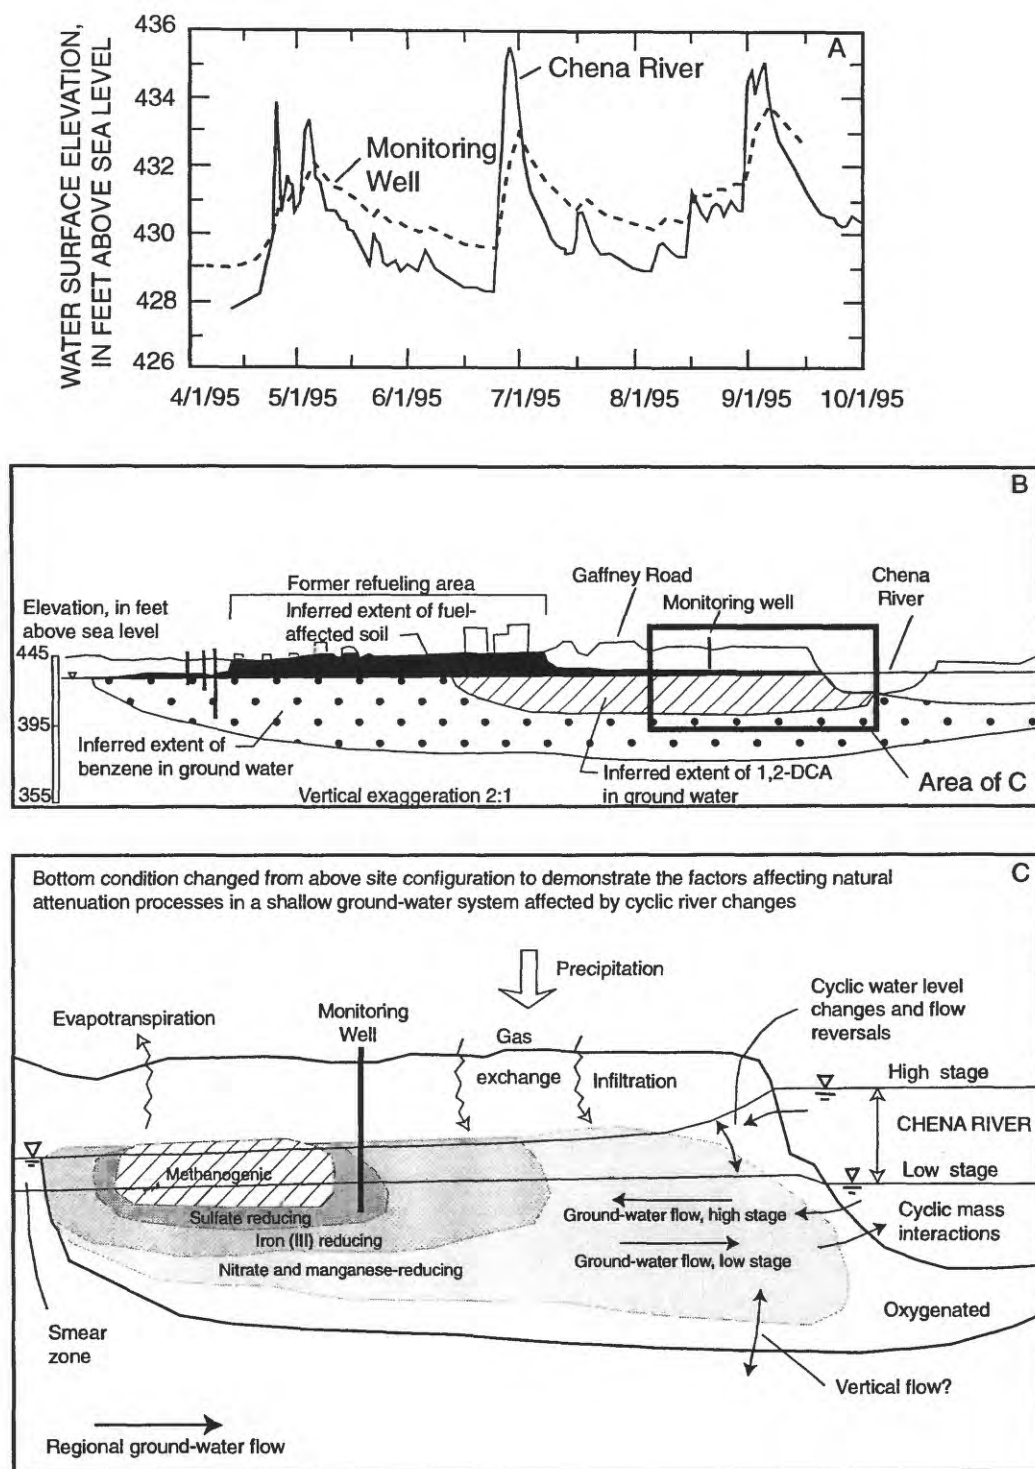 A
WATER SURFACE ELEVATION,
IN FEET ABOVE SEA LEVEL
436
434
432
430
428
426
Chena River
Monitoring
Well
4/1/95 5/1/95 6/1/95 7/1/95 8/1/95 9/1/95 10/1/95
B
Former refueling area
Gaffney Road
Chena
River
Elevation, in feet
above sea level
Inferred extent of fuel-
affected soil
Monitoring well
445
395
355
Inferred extent of
benzene in ground water
Inferred extent of 1,2-DCA
in ground water
Area of C
Vertical exaggeration 2:1
C
Bottom condition changed from above site configuration to demonstrate the factors affecting natural
attenuation processes in a shallow ground-water system affected by cyclic river changes
Precipitation
Evapotranspiration
Monitoring
Well
Gas
exchange
Infiltration
Cyclic water level
changes and flow
reversals
High stage
CHENA RIVER
Low stage
Methanogenic
Sulfate reducing
Iron (III) reducing
Nitrate and manganese-reducing
Ground-water flow, high stage
Ground-water flow, low stage
Cyclic mass
interactions
Oxygenated
Smear
zone
Vertical flow?
Regional ground-water flow